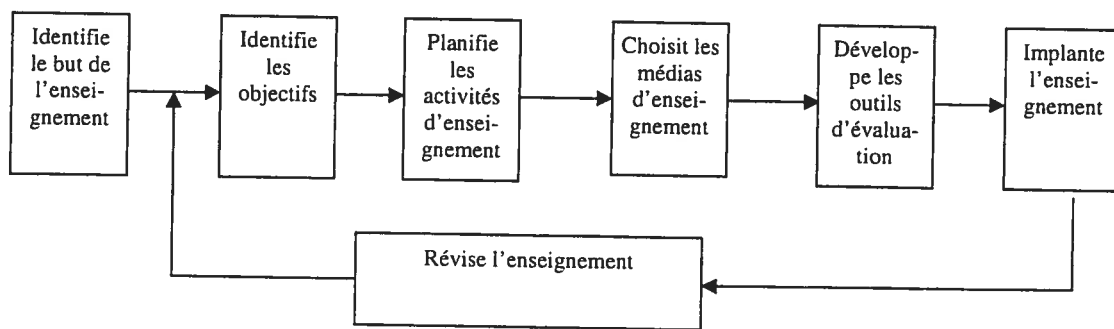 Identifie
le but de
l'ensei-
gnement
Identifie
les
objectifs
Planifie
les
activités
d'ensei-
gnement
Choisit les
médias
d'ensei-
gnement
Dévelop-
pe les
outils
d'évalua-
tion
Implante
l'ensei-
gnement
Révise l'enseignement